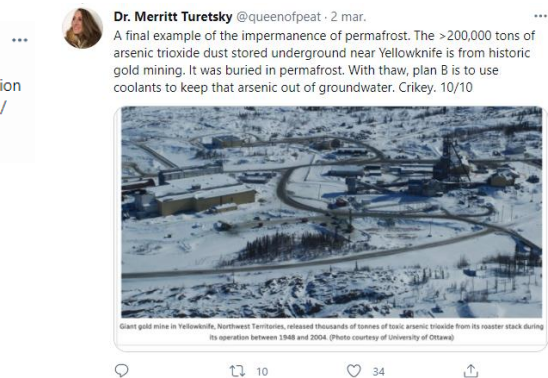 ion
/
Dr. Merritt Turetsky @queenofpeat · 2 mar.
A final example of the impermanence of permafrost. The >200,000 tons of
arsenic trioxide dust stored underground near Yellowknife is from historic
gold mining. It was buried in permafrost. With thaw, plan B is to use
coolants to keep that arsenic out of groundwater. Crikey. 10/10
Giant gold mine in Yellowknife, Northwest Territories, released thousands of tonnes of toxic arsenic trioxide from its roaster stack during
its operation between 1948 and 2004. (Photo courtesy of University of Ottawa)
10
34